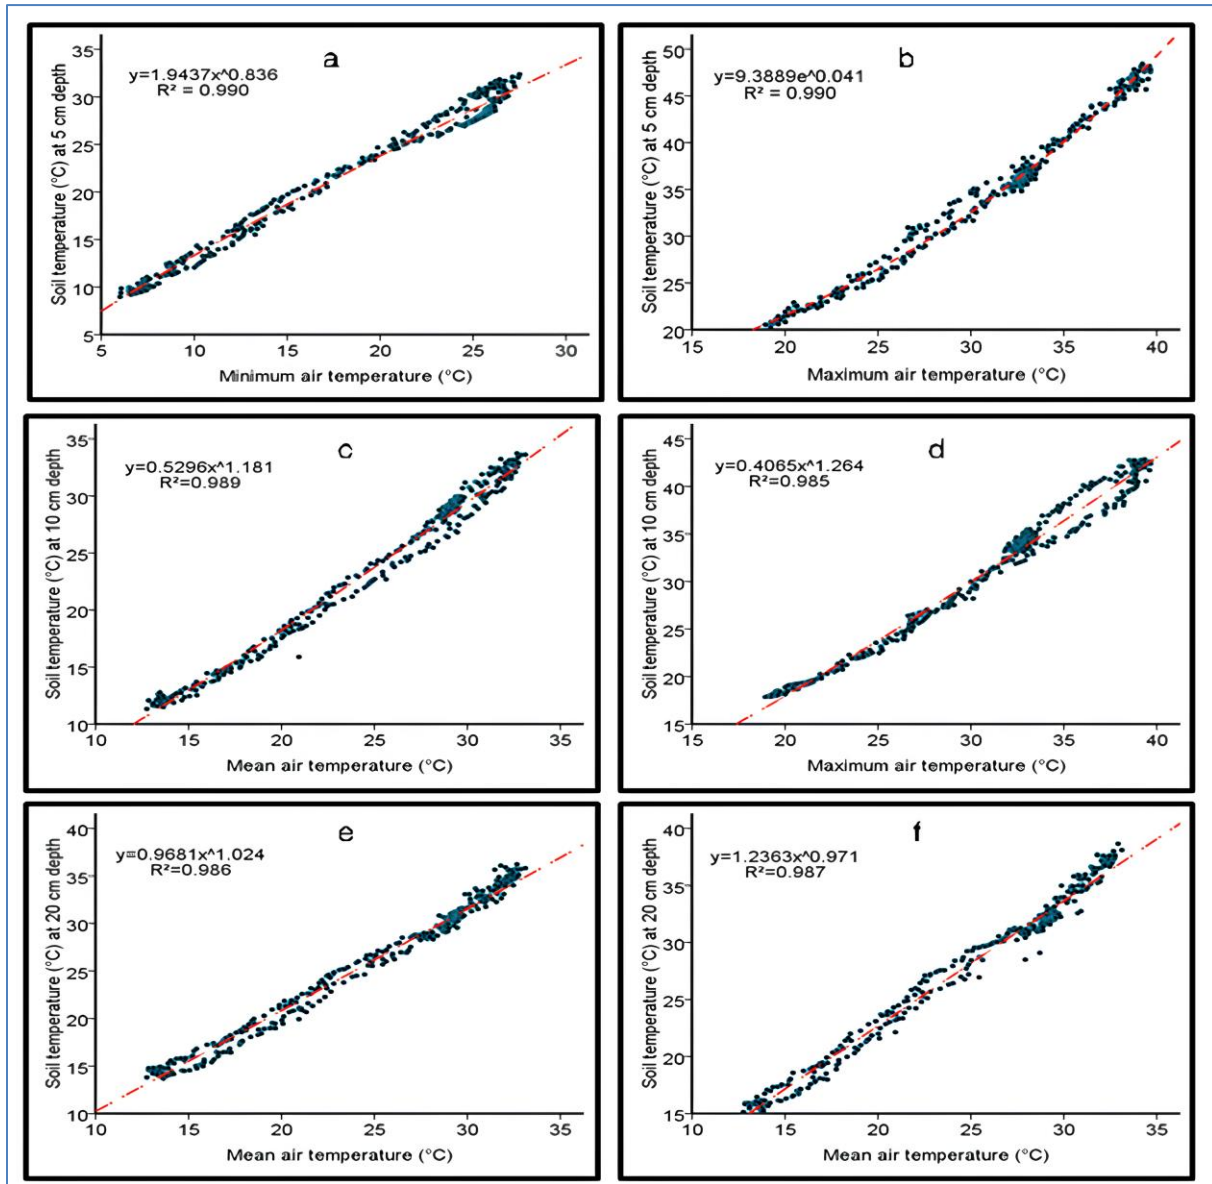 a
y=1.9437x^0.836
R² = 0.990
Soil temperature (°C) at 5 cm depth
35
30
25
20
15
10
5
5 10 15 20 25 30
Minimum air temperature (°C)
b
y=9.3889e^0.041
R² = 0.990
Soil temperature (°C) at 5 cm depth
50
45
40
35
30
25
20
15 20 25 30 35 40
Maximum air temperature (°C)
c
y=0.5296x^1.181
R²=0.989
Soil temperature (°C) at 10 cm depth
35
30
25
20
15
10
10 15 20 25 30 35
Mean air temperature (°C)
d
y=0.4065x^1.264
R²=0.985
Soil temperature (°C) at 10 cm depth
45
40
35
30
25
20
15
15 20 25 30 35 40
Maximum air temperature (°C)
e
y=0.9681x^1.024
R²=0.986
Soil temperature (°C) at 20 cm depth
40
35
30
25
20
15
10
10 15 20 25 30 35
Mean air temperature (°C)
f
y=1.2363x^0.971
R²=0.987
Soil temperature (°C) at 20 cm depth
40
35
30
25
20
15
10 15 20 25 30 35
Mean air temperature (°C)